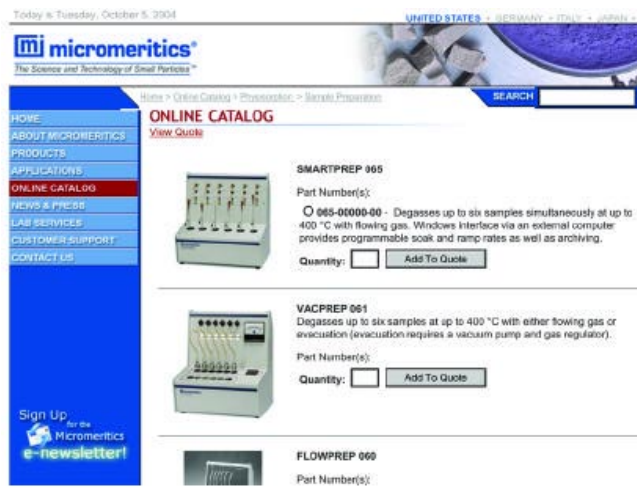 Today is Tuesday, October 5, 2004
UNITED STATES • GERMANY • ITALY • JAPAN
mi micromeritics®
The Science and Technology of Small Particles™
Home > Online Catalog > Physisorption > Sample Preparation
SEARCH
HOME
ABOUT MICROMERITICS
PRODUCTS
APPLICATIONS
ONLINE CATALOG
NEWS & PRESS
LAB SERVICES
CUSTOMER SUPPORT
CONTACT US
ONLINE CATALOG
View Quote
SMARTPREP 065
Part Number(s):
065-00000-00 - Degasses up to six samples simultaneously at up to
400 °C with flowing gas. Windows interface via an external computer
provides programmable soak and ramp rates as well as archiving.
Quantity: Add To Quote
VACPREP 061
Degasses up to six samples at up to 400 °C with either flowing gas or
evacuation (evacuation requires a vacuum pump and gas regulator).
Part Number(s):
Quantity: Add To Quote
FLOWPREP 060
Part Number(s):
Sign Up
for the
Micromeritics
e-newsletter!